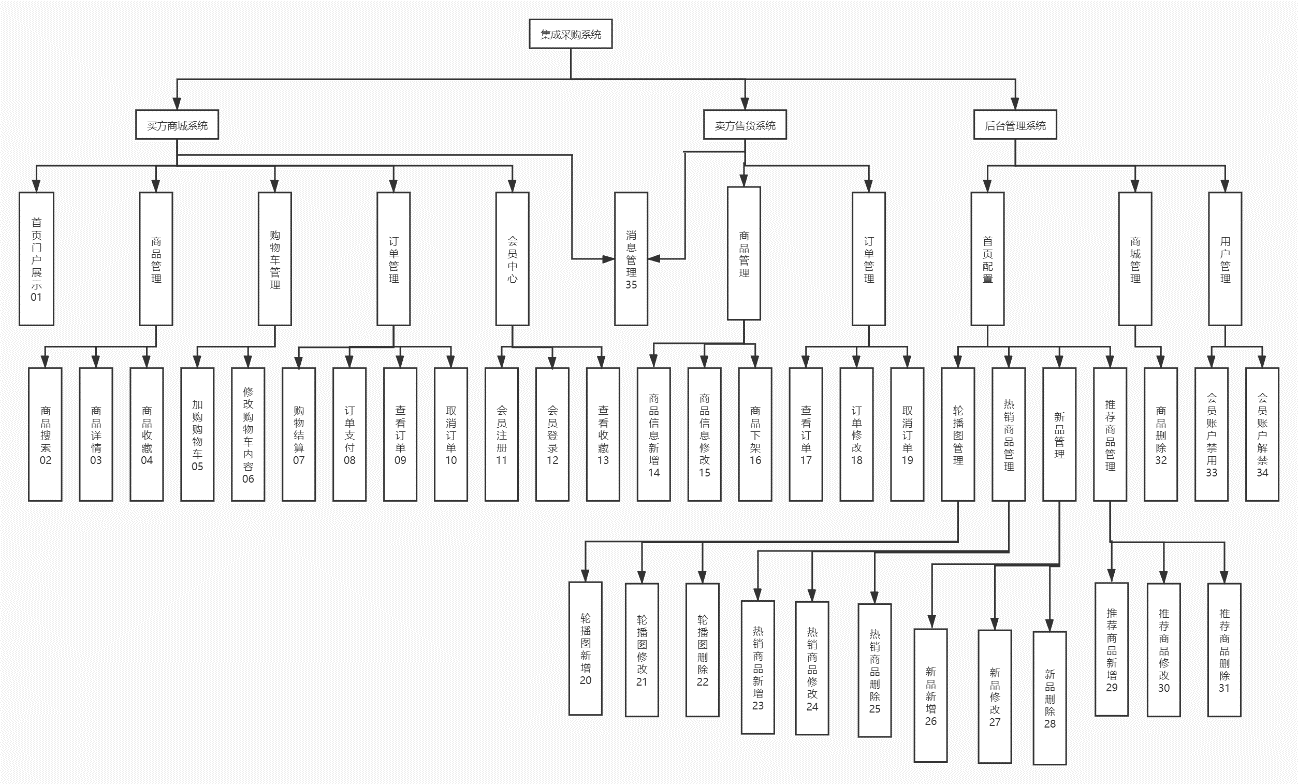 集成采购系统
买方商城系统
卖方售货系统
后台管理系统
首页门户展示01
商品管理
购物车管理
订单管理
会员中心
消息管理35
商品管理
订单管理
首页配置
商城管理
用户管理
商品搜索02
商品详情03
商品收藏04
加购购物车05
修改购物车内容06
购物结算07
订单支付08
查看订单09
取消订单10
会员注册11
会员登录12
查看收藏13
商品信息新增14
商品信息修改15
商品下架16
查看订单17
订单修改18
取消订单19
轮播图管理
热销商品管理
新品管理
推荐商品管理
商品删除32
会员账户禁用33
会员账户解禁34
轮播图新增20
轮播图修改21
轮播图删除22
热销商品新增23
热销商品修改24
热销商品删除25
新品新增26
新品修改27
新品删除28
推荐商品新增29
推荐商品修改30
推荐商品删除31